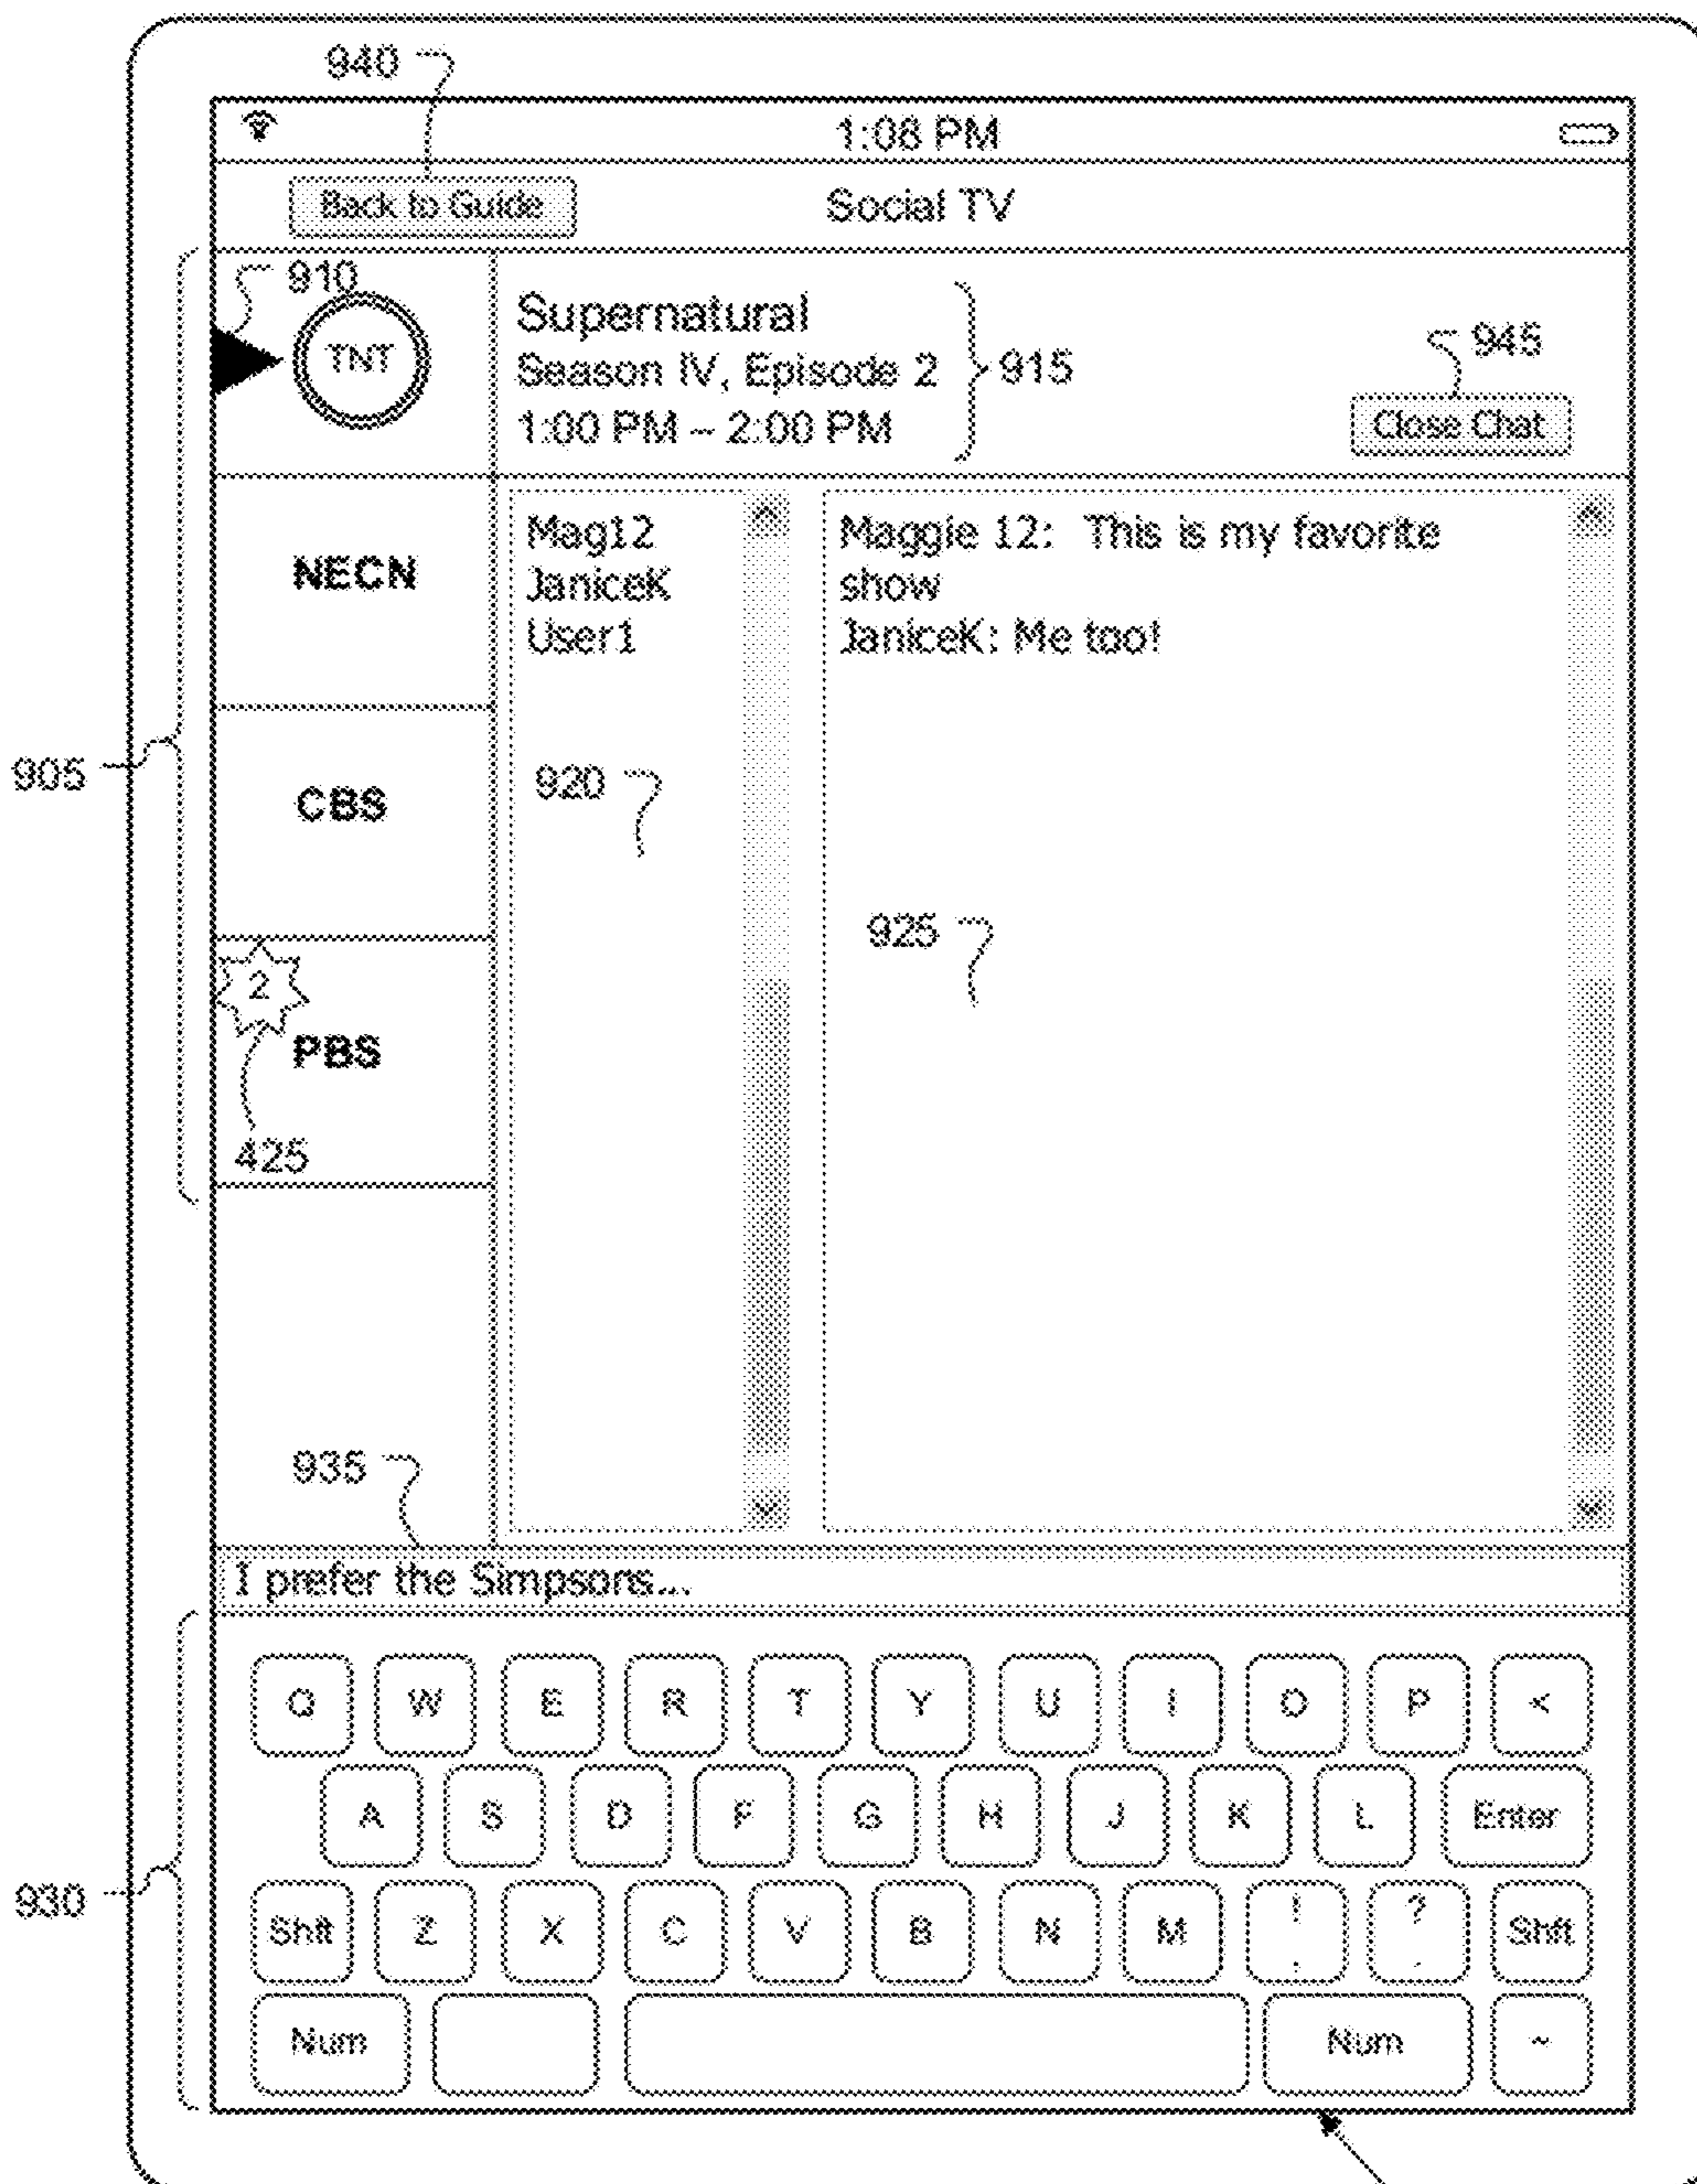 940
1:08 PM
Back to Guide
Social TV
910
TNT
Supernatural
Season IV, Episode 2
1:00 PM – 2:00 PM
915
945
Close Chat
NECN
Mag12
JaniceK
User1
Maggie 12:  This is my favorite
show
JaniceK: Me too!
905
CBS
920
925
2
PBS
425
935
I prefer the Simpsons...
930
Q W E R T Y U I O P <
A S D F G H J K L Enter
Shft Z X C V B N M ! . ? , Shft
Num Num ~